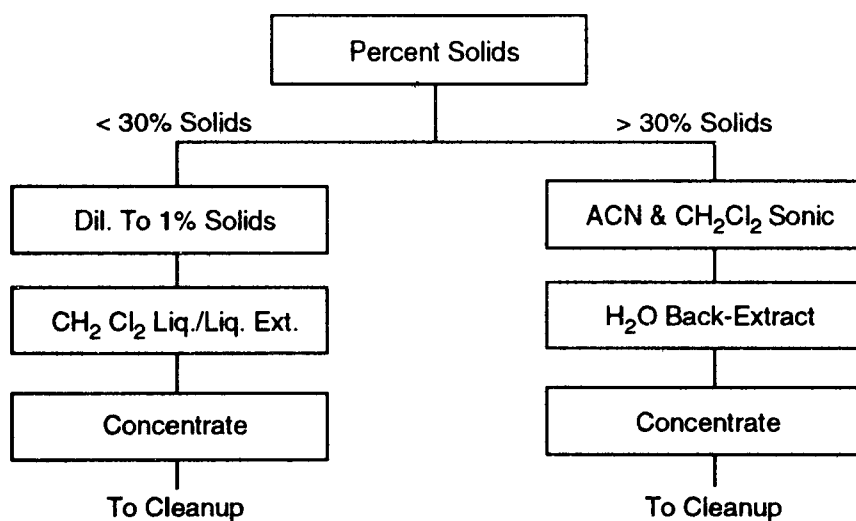 Percent Solids
< 30% Solids
> 30% Solids
Dil. To 1% Solids
ACN & CH₂Cl₂ Sonic
CH₂ Cl₂ Liq./Liq. Ext.
H₂O Back-Extract
Concentrate
Concentrate
To Cleanup
To Cleanup